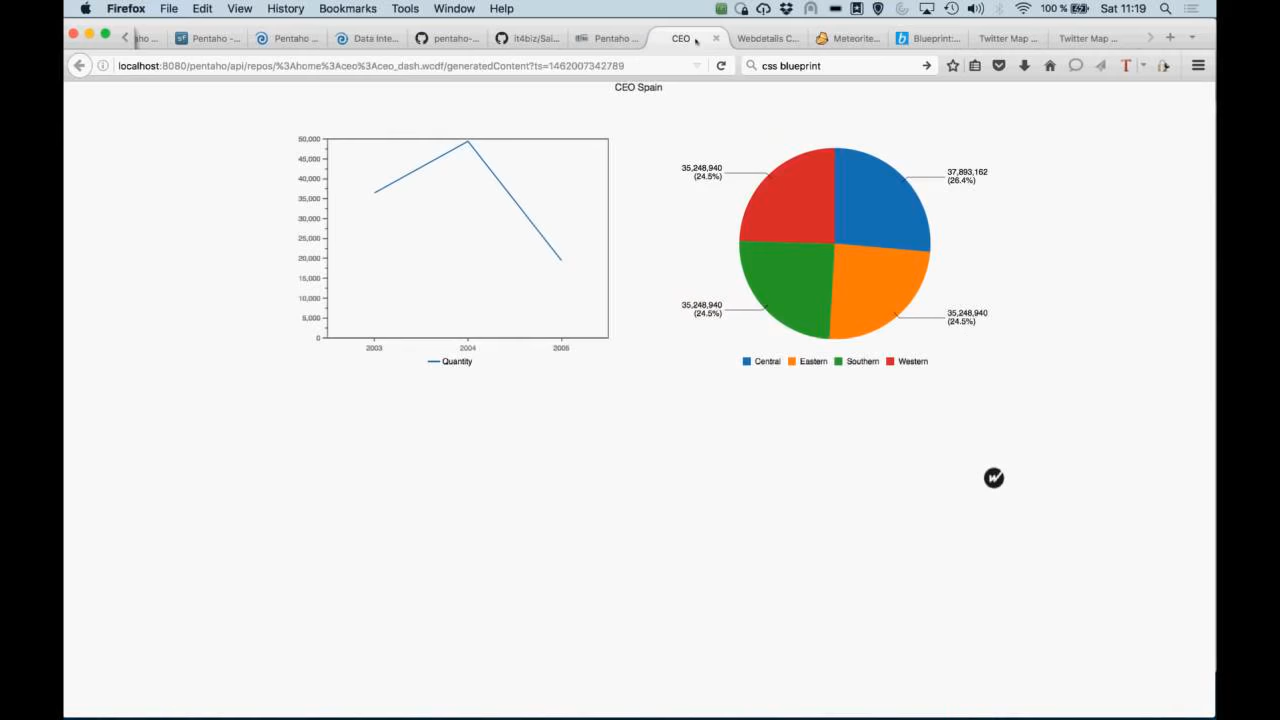 Firefox File Edit View History Bookmarks Tools Window Help 100 % Sat 11:19
aho ... Pentaho -... Pentaho ... Data Inte... pentaho-... it4biz/Sai... Pentaho ... CEO Webdetails C... Meteorite... Blueprint:... Twitter Map ... Twitter Map ...
localhost:8080/pentaho/api/repos/%3Ahome%3Aceo%3Aceo_dash.wcdf/generatedContent?ts=1462007342789 css blueprint
CEO Spain
50,000
45,000
40,000
35,000
30,000
25,000
20,000
15,000
10,000
5,000
0
2003 2004 2005
Quantity
35,248,940
(24.5%)
37,893,162
(26.4%)
35,248,940
(24.5%)
35,248,940
(24.5%)
Central Eastern Southern Western